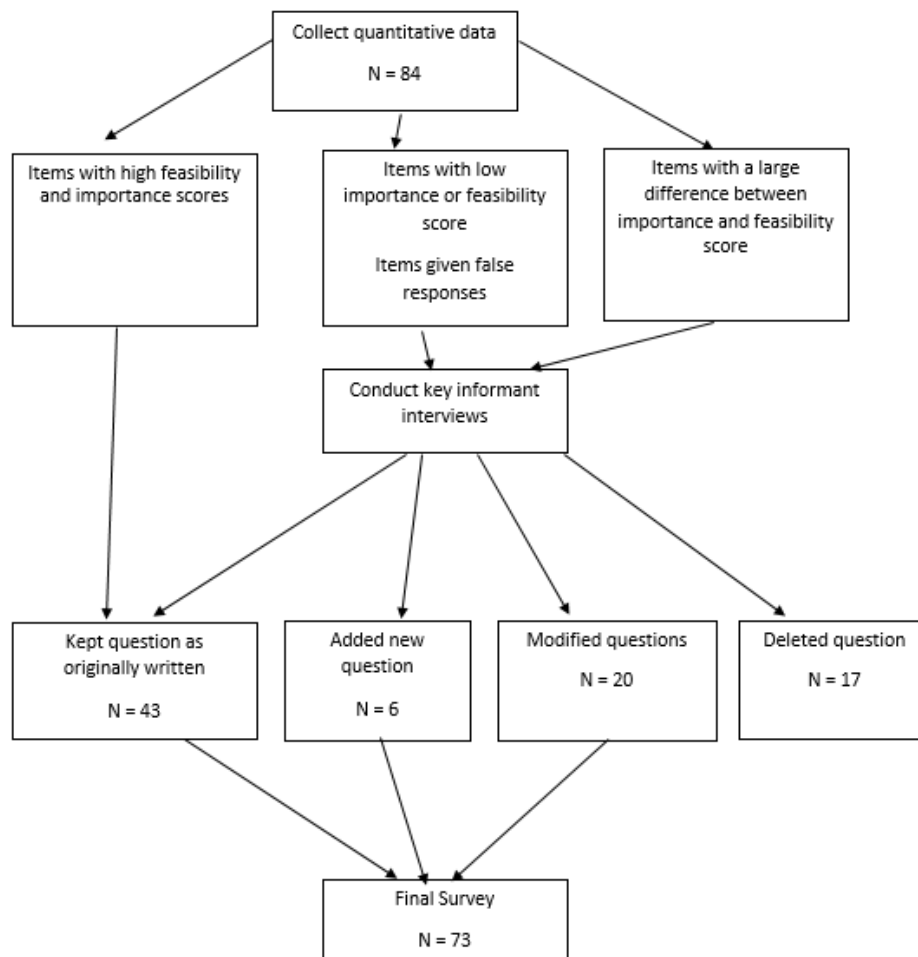 Collect quantitative data
N = 84
Items with high feasibility
and importance scores
Items with low
importance or feasibility
score
Items given false
responses
Items with a large
difference between
importance and feasibility
score
Conduct key informant
interviews
Kept question as
originally written
N = 43
Added new
question
N = 6
Modified questions
N = 20
Deleted question
N = 17
Final Survey
N = 73